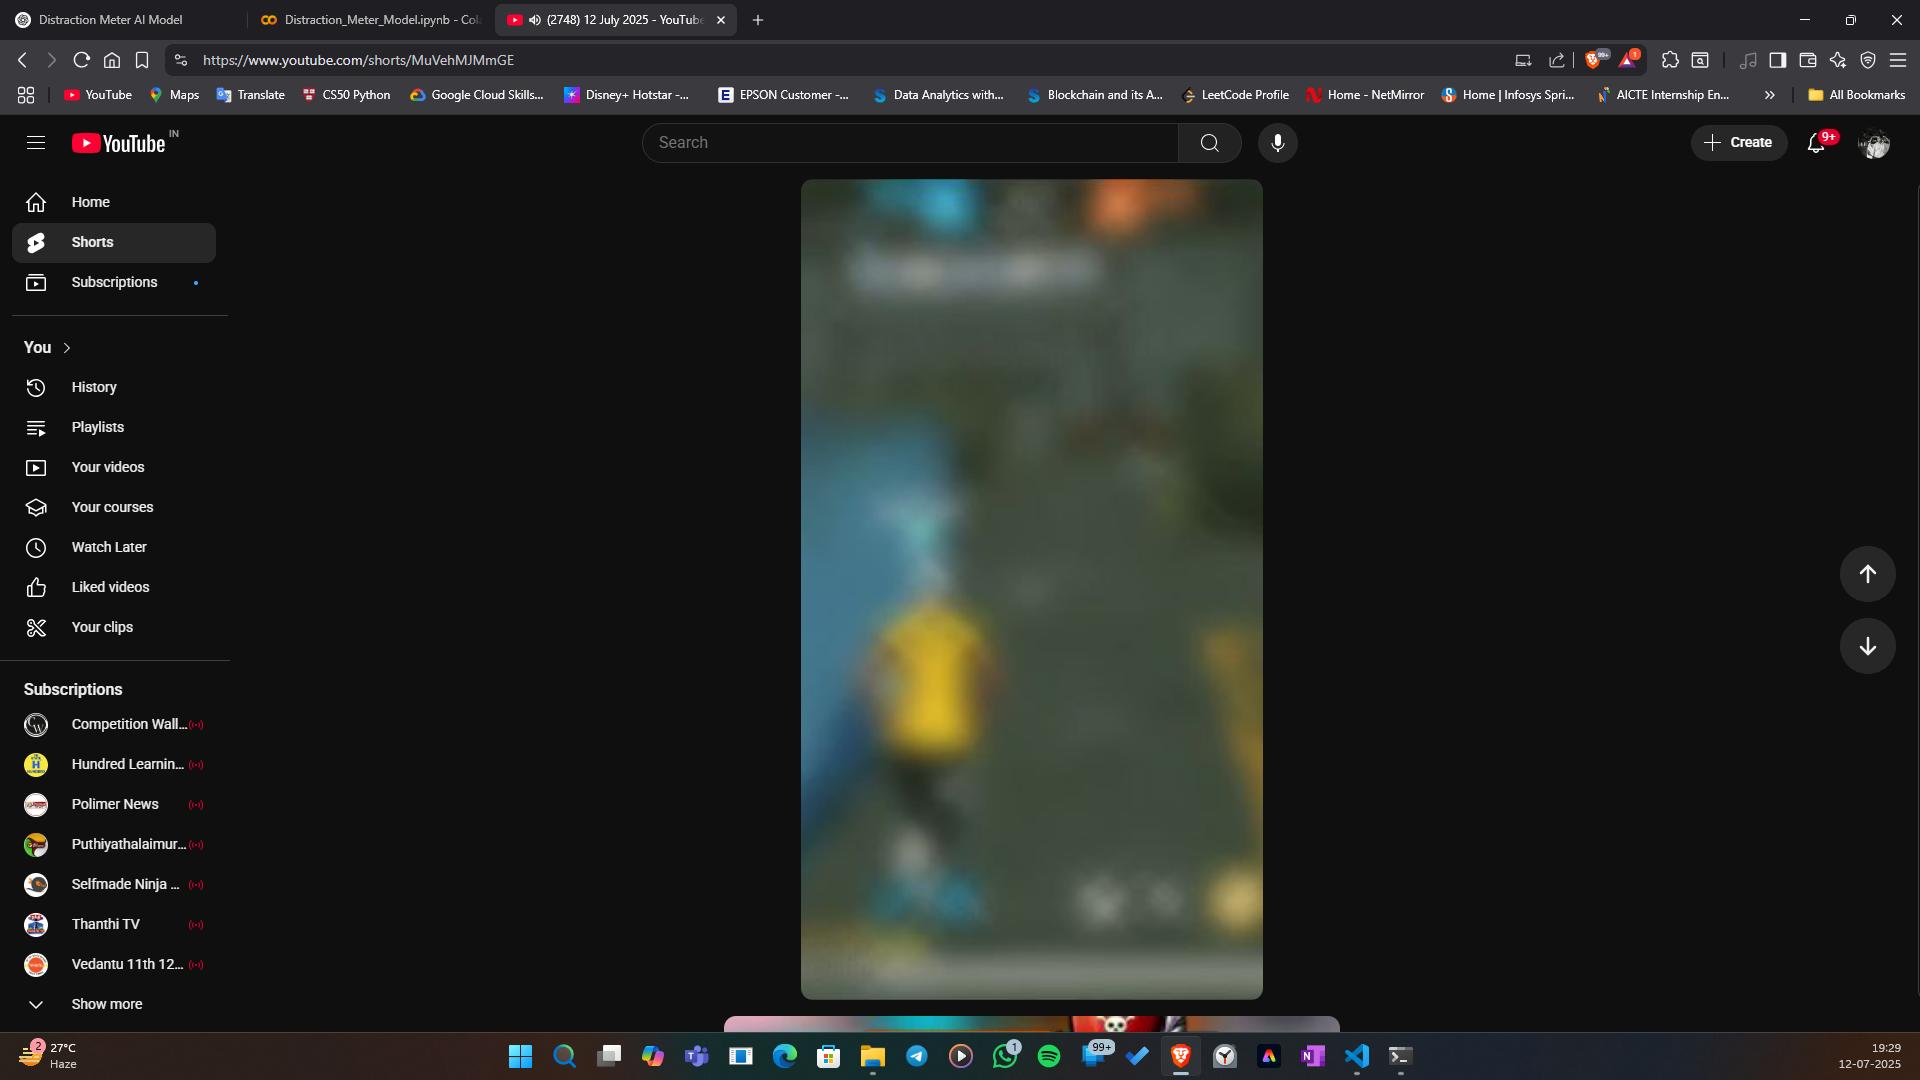 Distraction Meter AI Model
Distraction_Meter_Model.ipynb - Col
(2748) 12 July 2025 - YouTube
https://www.youtube.com/shorts/MuVehMJMmGE
99+
1
YouTube
Maps
Translate
CS50 Python
Google Cloud Skills...
Disney+ Hotstar -...
EPSON Customer -...
Data Analytics with...
Blockchain and its A...
LeetCode Profile
Home - NetMirror
Home | Infosys Spri...
AICTE Internship En...
All Bookmarks
YouTube IN
Search
Create
9+
Home
Shorts
Subscriptions
You
History
Playlists
Your videos
Your courses
Watch Later
Liked videos
Your clips
Subscriptions
Competition Wall...
Hundred Learnin...
Polimer News
Puthiyathalaimur...
Selfmade Ninja ...
Thanthi TV
Vedantu 11th 12...
Show more
2
27°C
Haze
1
99+
19:29
12-07-2025